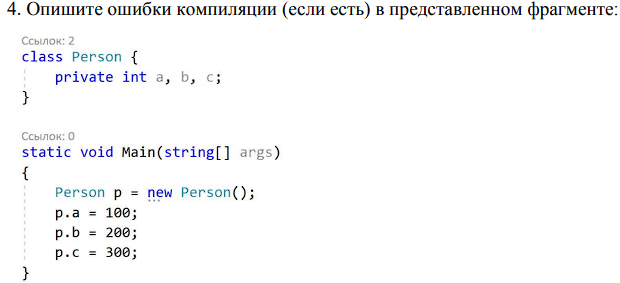 4. Опишите ошибки компиляции (если есть) в представленном фрагменте:
Ссылок: 2
class Person {
private int a, b, c;
}
Ссылок: 0
static void Main(string[] args)
{
Person p = new Person();
p.a = 100;
p.b = 200;
p.c = 300;
}